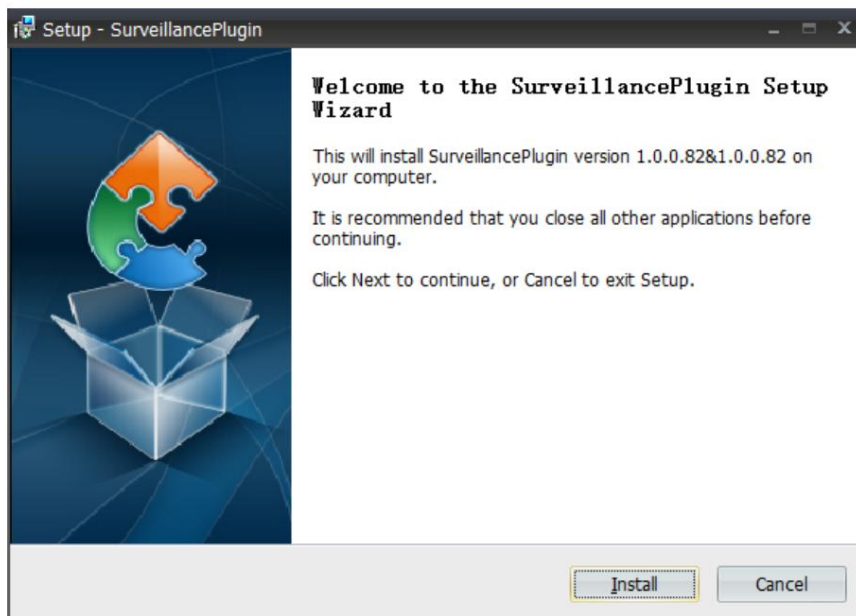 Setup - SurveillancePlugin
Welcome to the SurveillancePlugin Setup
Wizard
This will install SurveillancePlugin version 1.0.0.82&1.0.0.82 on
your computer.
It is recommended that you close all other applications before
continuing.
Click Next to continue, or Cancel to exit Setup.
Install
Cancel